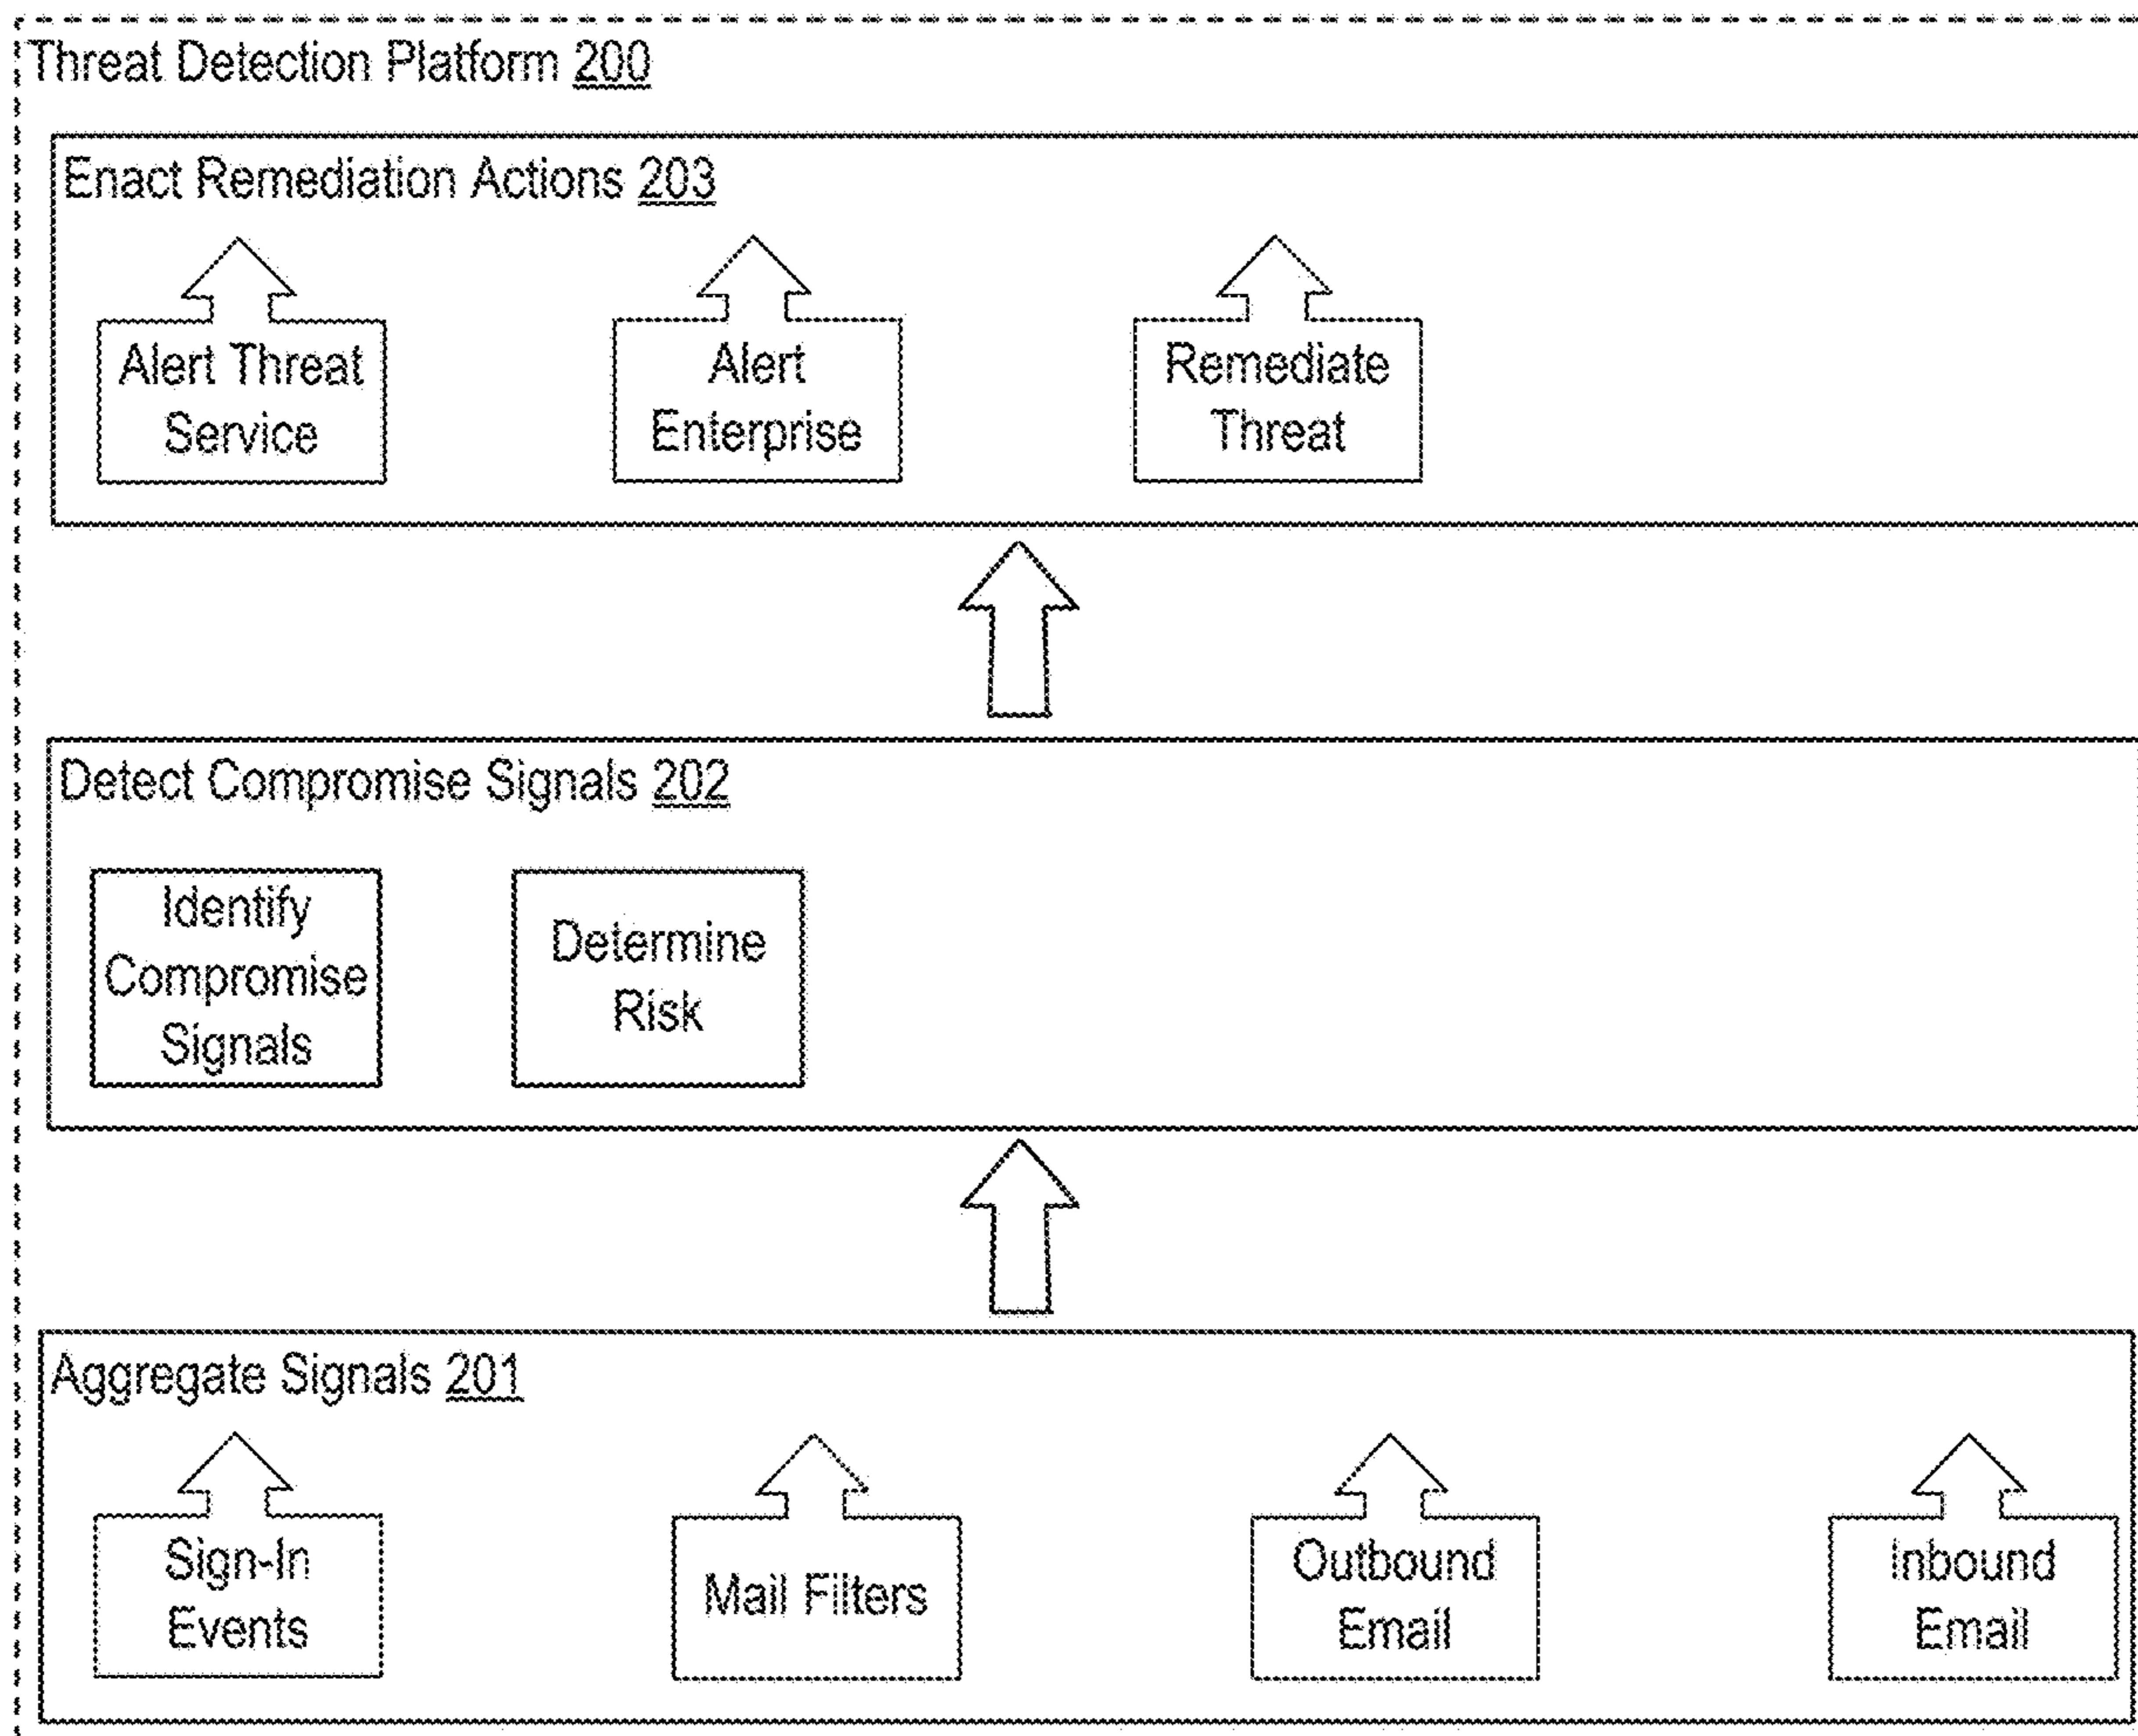 Threat Detection Platform 200
Enact Remediation Actions 203
Alert Threat
Service
Alert
Enterprise
Remediate
Threat
Detect Compromise Signals 202
Identify
Compromise
Signals
Determine
Risk
Aggregate Signals 201
Sign-In
Events
Mail Filters
Outbound
Email
Inbound
Email